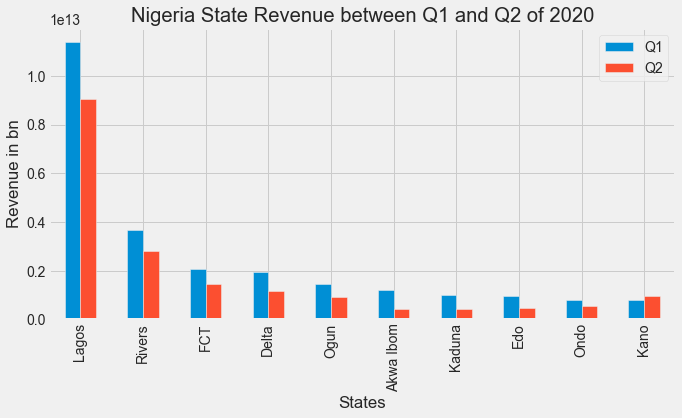 Nigeria State Revenue between Q1 and Q2 of 2020
1e13
Q1
Q2
1.0
0.8
0.6
0.4
0.2
0.0
Revenue in bn
Lagos
Rivers
FCT
Delta
Ogun
Akwa Ibom
Kaduna
Edo
Ondo
Kano
States